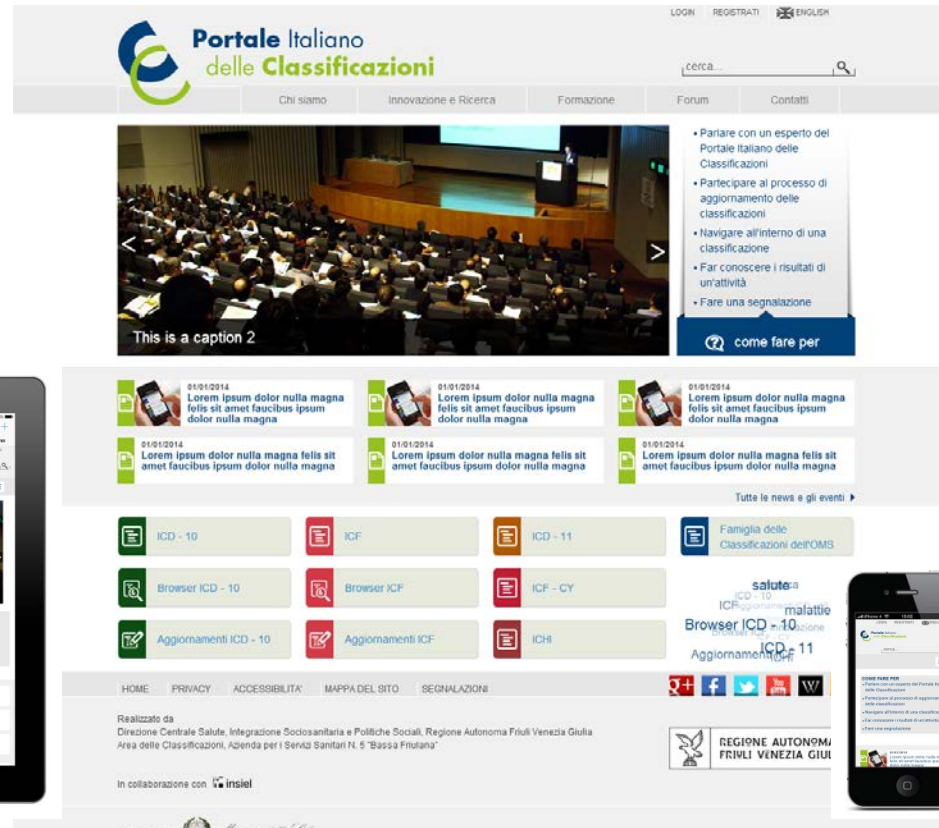 LOGIN REGISTRATI ENGLISH
Portale Italiano
delle Classificazioni
cerca...
Chi siamo Innovazione e Ricerca Formazione Forum Contatti
• Parlare con un esperto del
Portale Italiano delle
Classificazioni
• Partecipare al processo di
aggiornamento delle
classificazioni
• Navigare all'interno di una
classificazione
• Far conoscere i risultati di
un'attività
• Fare una segnalazione
< >
This is a caption 2
come fare per
01/01/2014
Lorem ipsum dolor nulla magna
felis sit amet faucibus ipsum
dolor nulla magna
01/01/2014
Lorem ipsum dolor nulla magna
felis sit amet faucibus ipsum
dolor nulla magna
01/01/2014
Lorem ipsum dolor nulla magna
felis sit amet faucibus ipsum
dolor nulla magna
01/01/2014
Lorem ipsum dolor nulla magna felis sit
amet faucibus ipsum dolor nulla magna
01/01/2014
Lorem ipsum dolor nulla magna felis sit
amet faucibus ipsum dolor nulla magna
01/01/2014
Lorem ipsum dolor nulla magna felis sit
amet faucibus ipsum dolor nulla magna
Tutte le news e gli eventi
ICD - 10
ICF
ICD - 11
Famiglia delle
Classificazioni dell'OMS
Browser ICD - 10
Browser ICF
ICF - CY
Aggiornamenti ICD - 10
Aggiornamenti ICF
ICHI
salute
ICD - 10
ICF
malattie
Browser ICD - 10
ICD - 11
HOME PRIVACY ACCESSIBILITA' MAPPA DEL SITO SEGNALAZIONI
Realizzato da
Direzione Centrale Salute, Integrazione Sociosanitaria e Politiche Sociali, Regione Autonoma Friuli Venezia Giulia
Area delle Classificazioni, Azienda per i Servizi Sanitari N. 5 "Bassa Friulana"
REGIONE AUTONOMA
FRIULI VENEZIA GIUL
In collaborazione con insiel
COME FARE PER